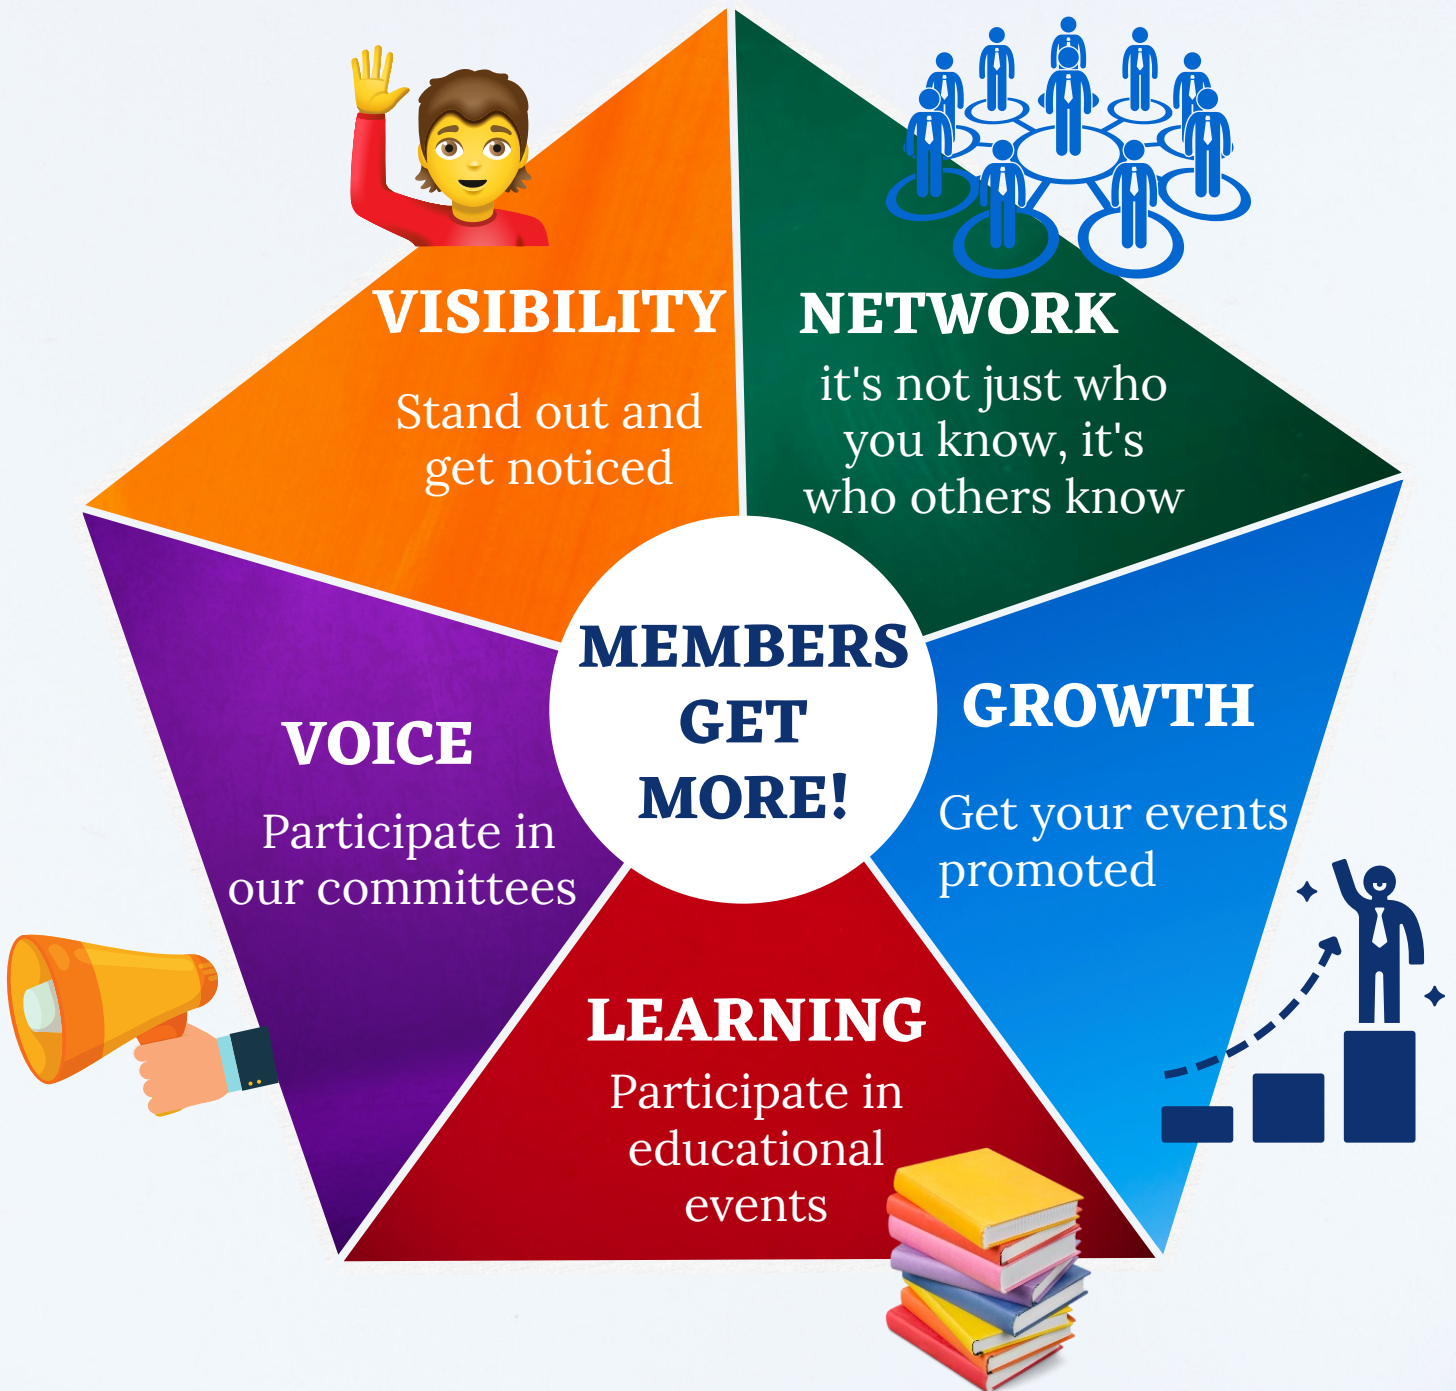 VISIBILITY
Stand out and
get noticed
NETWORK
it's not just who
you know, it's
who others know
MEMBERS
GET
MORE!
GROWTH
Get your events
promoted
VOICE
Participate in
our committees
LEARNING
Participate in
educational
events